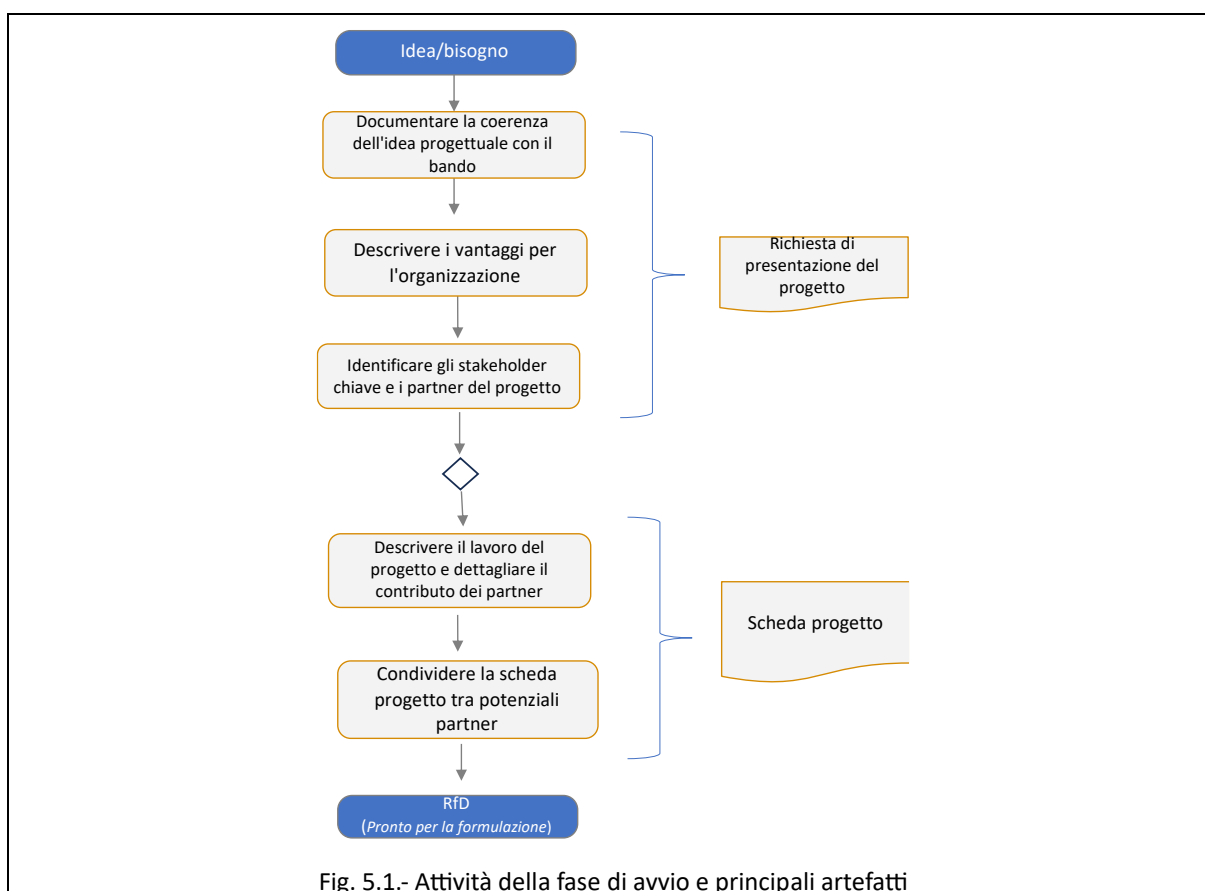 Idea/bisogno
Documentare la coerenza
dell'idea progettuale con il
bando
Descrivere i vantaggi per
l'organizzazione
Richiesta di
presentazione del
progetto
Identificare gli stakeholder
chiave e i partner del progetto
Descrivere il lavoro del
progetto e dettagliare il
contributo dei partner
Scheda progetto
Condividere la scheda
progetto tra potenziali
partner
RfD
(Pronto per la formulazione)
Fig. 5.1.- Attività della fase di avvio e principali artefatti